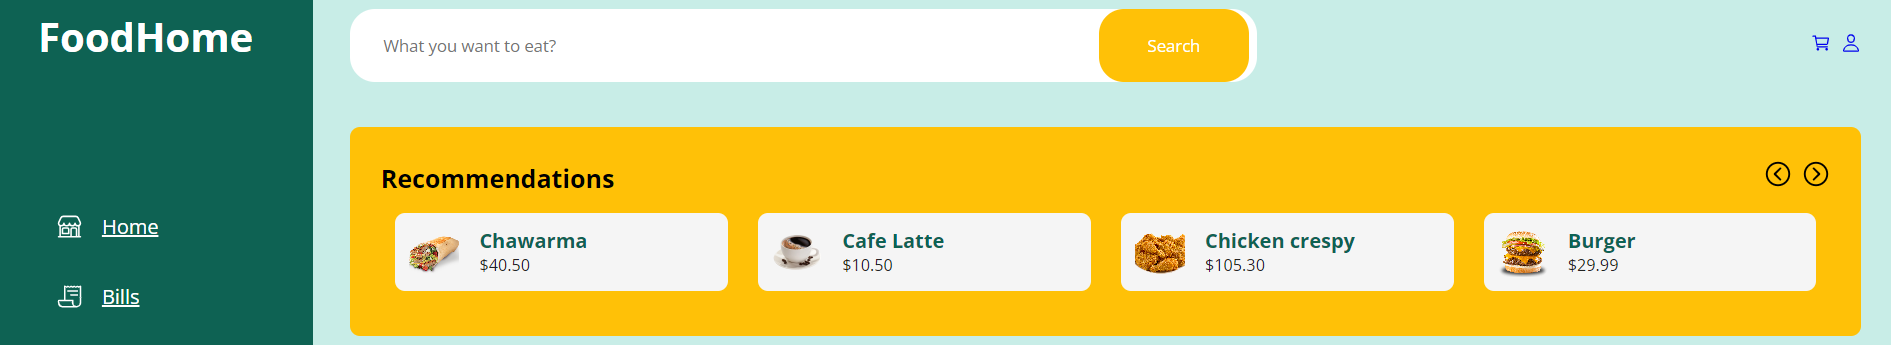 FoodHome
What you want to eat?
Search
Recommendations
Home
Bills
Chawarma
$40.50
Cafe Latte
$10.50
Chicken crespy
$105.30
Burger
$29.99